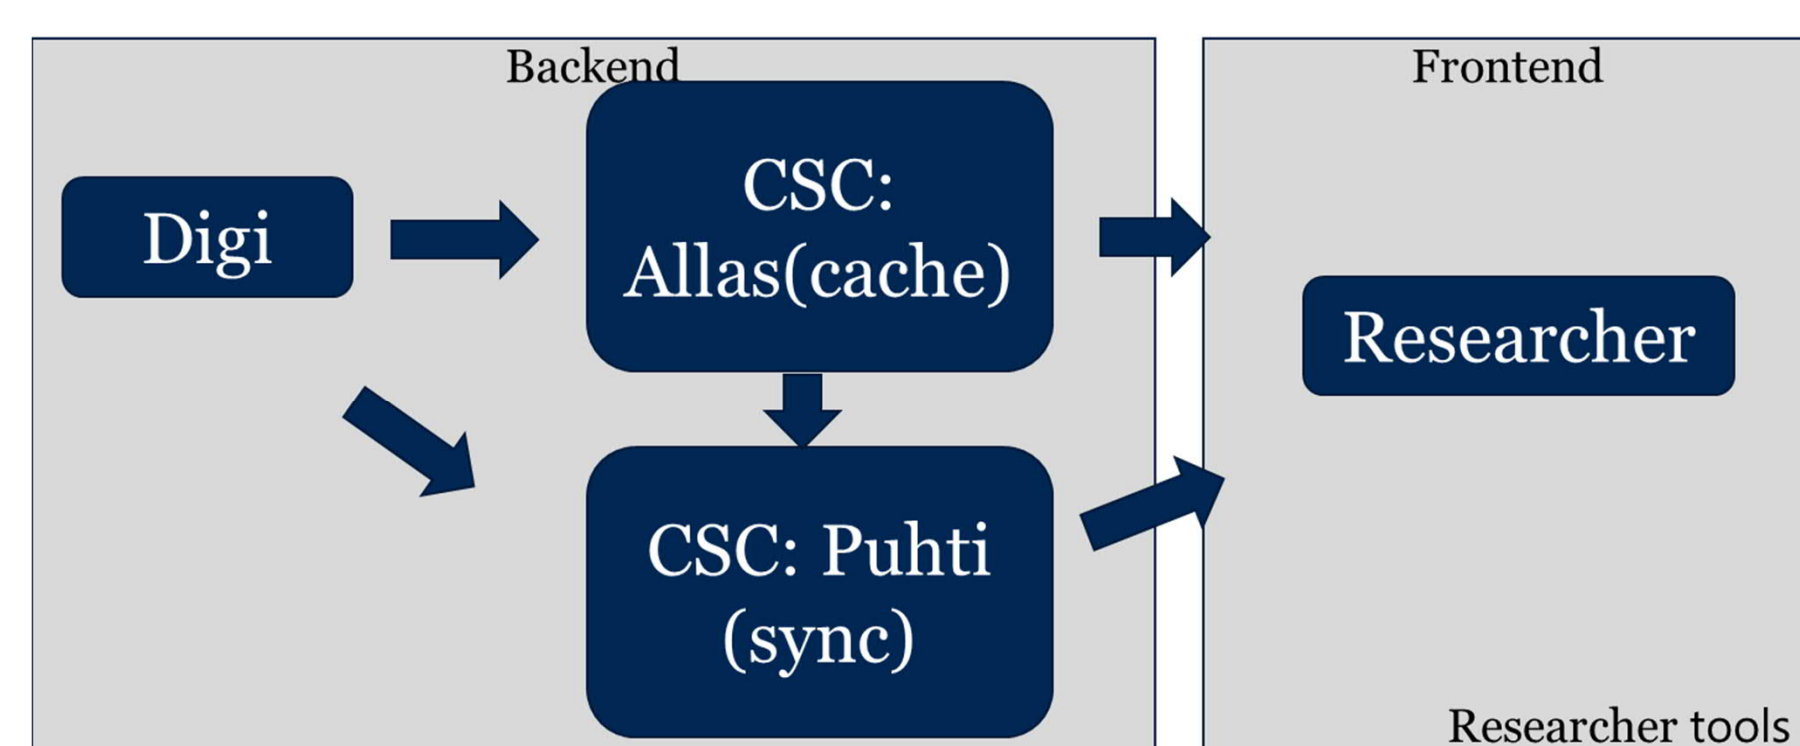 Backend
Frontend
Digi
CSC:
Allas(cache)
Researcher
CSC: Puhti
(sync)
Researcher tools